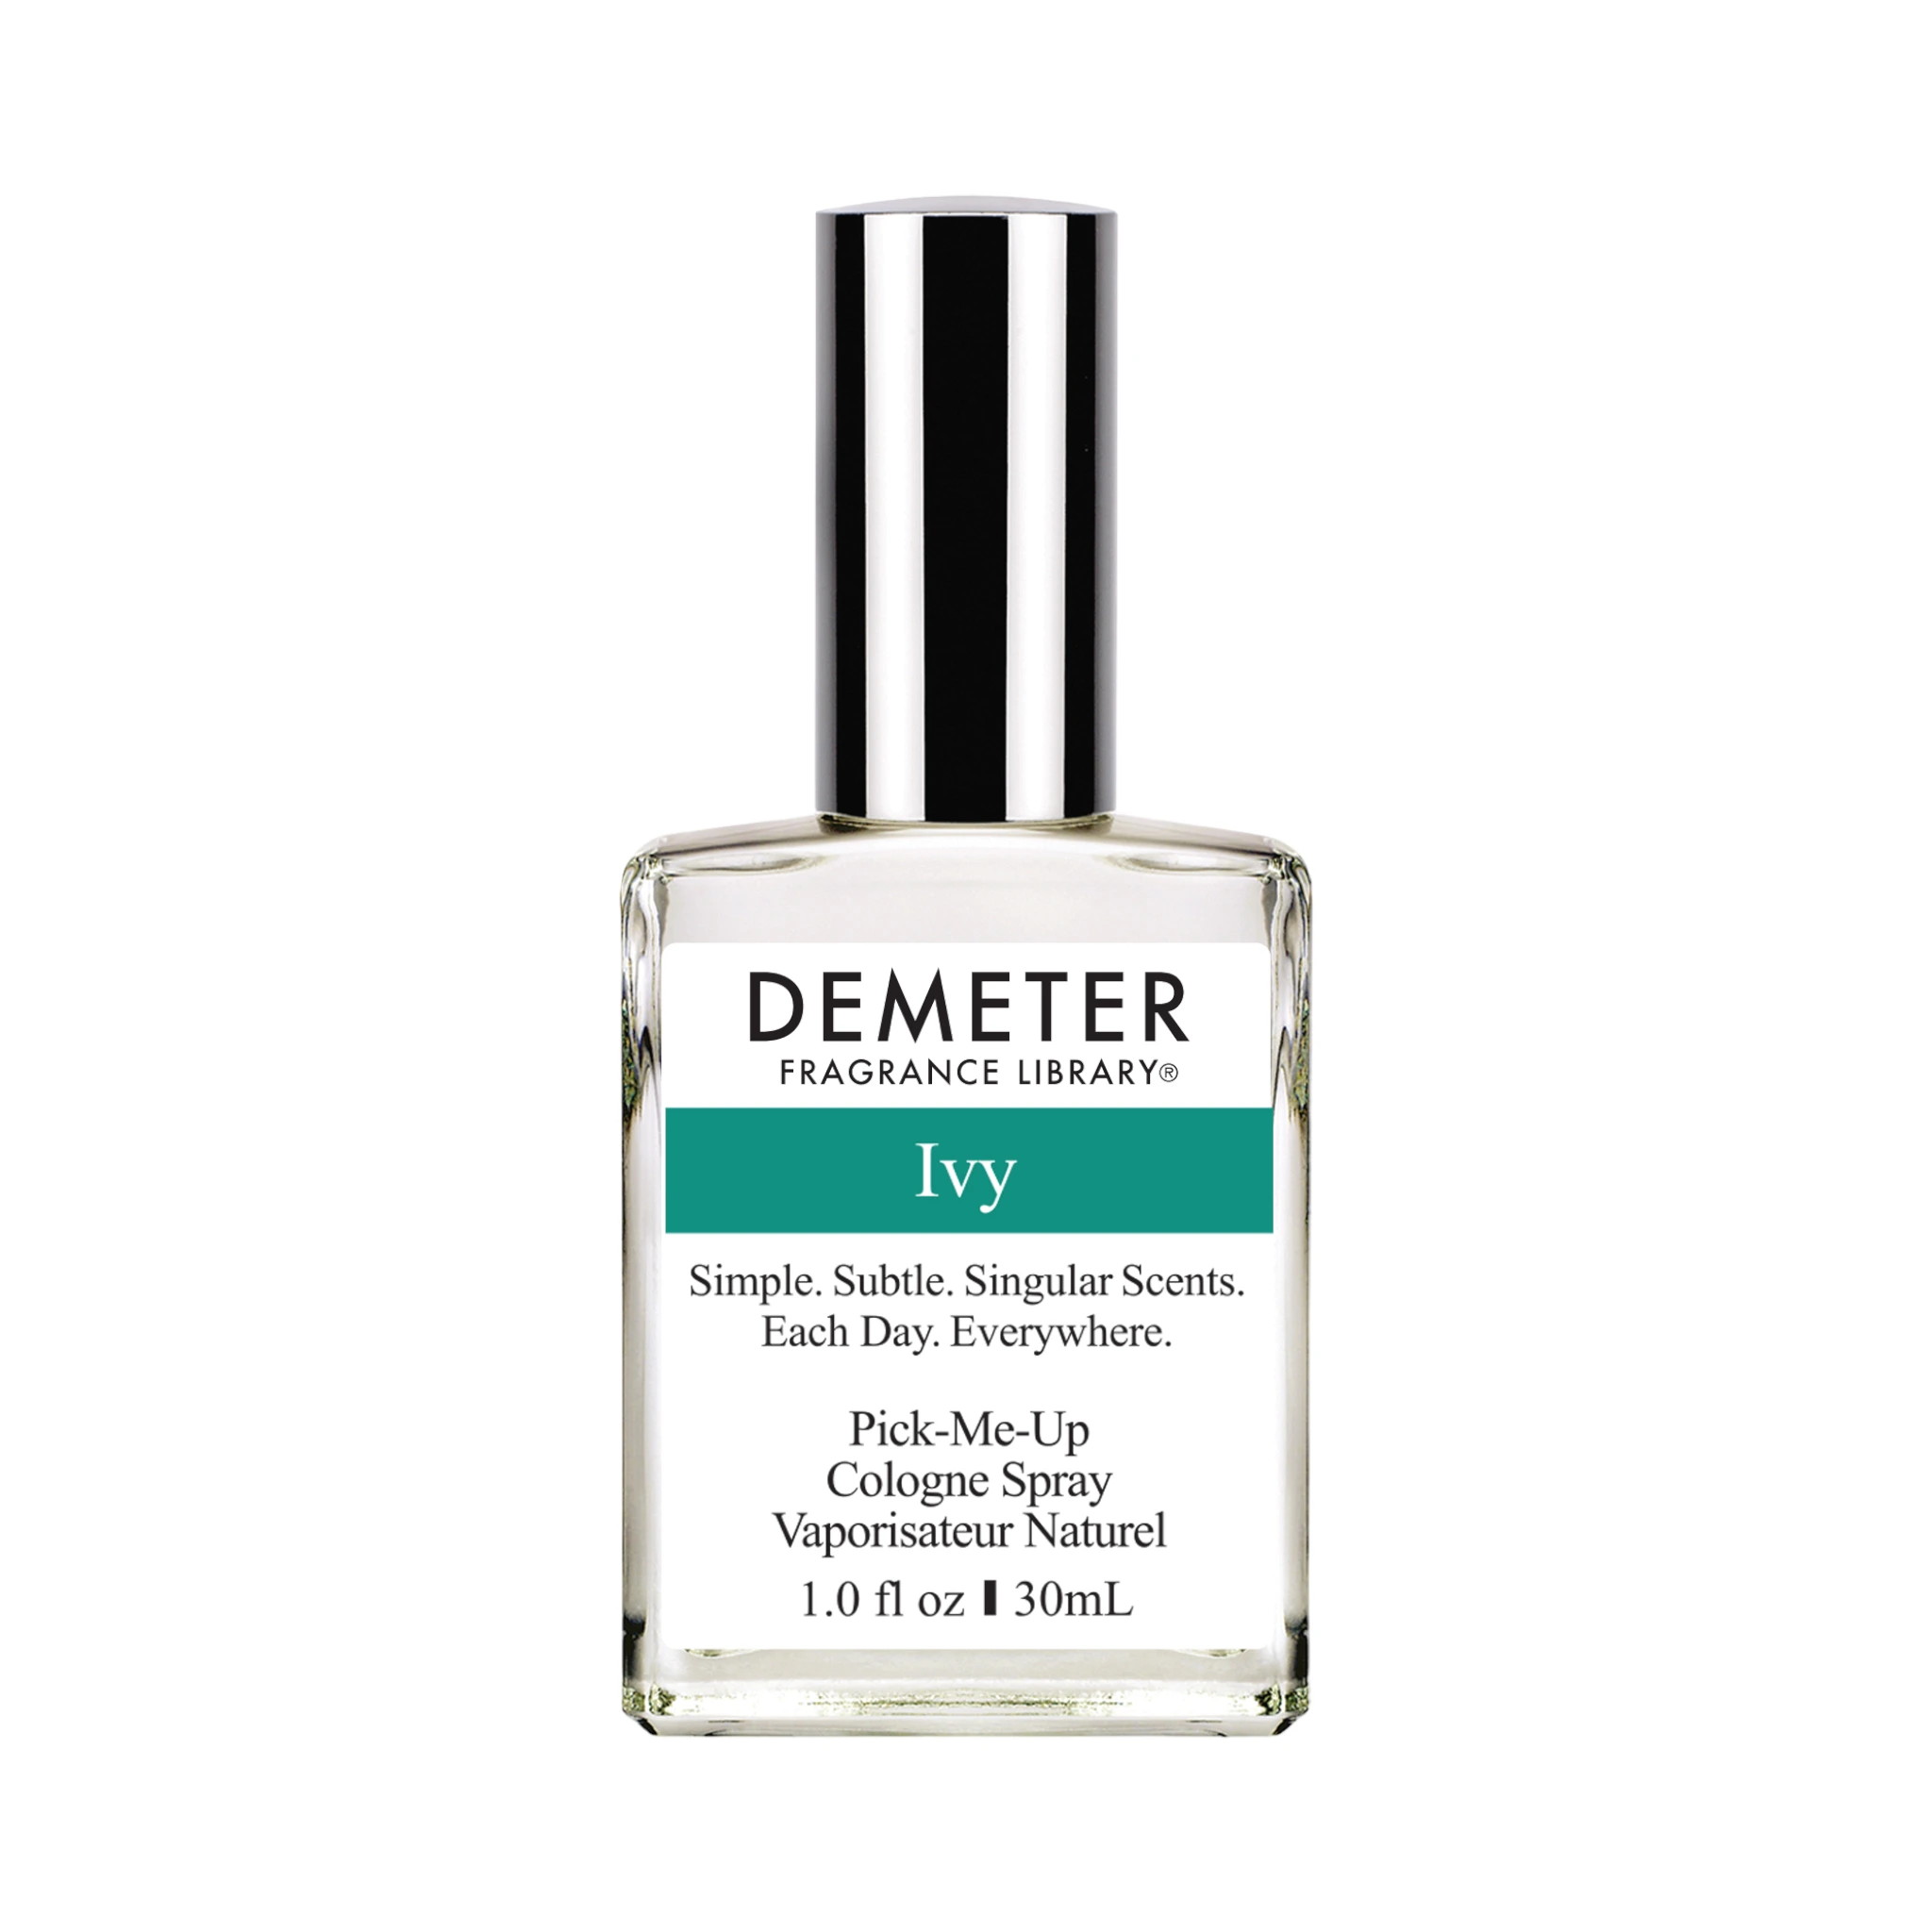 DEMETER
FRAGRANCE LIBRARY®
Ivy
Simple. Subtle. Singular Scents.
Each Day. Everywhere.
Pick-Me-Up
Cologne Spray
Vaporisateur Naturel
1.0 fl oz ▌ 30mL